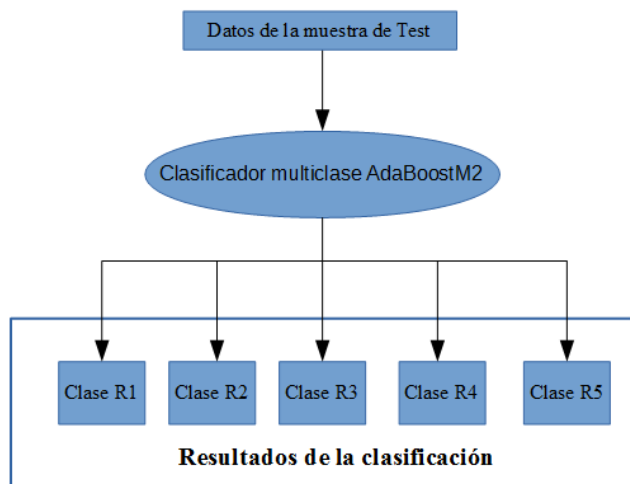 Datos de la muestra de Test
Clasificador multiclase AdaBoostM2
Clase R1
Clase R2
Clase R3
Clase R4
Clase R5
Resultados de la clasificación